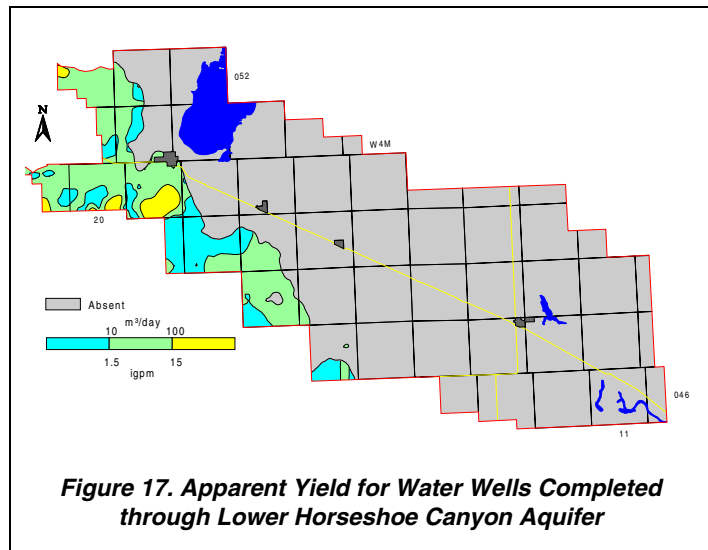 052
N
W4M
20
Absent
10 m³/day 100
1.5 15
igpm
046
11
Figure 17. Apparent Yield for Water Wells Completed
through Lower Horseshoe Canyon Aquifer